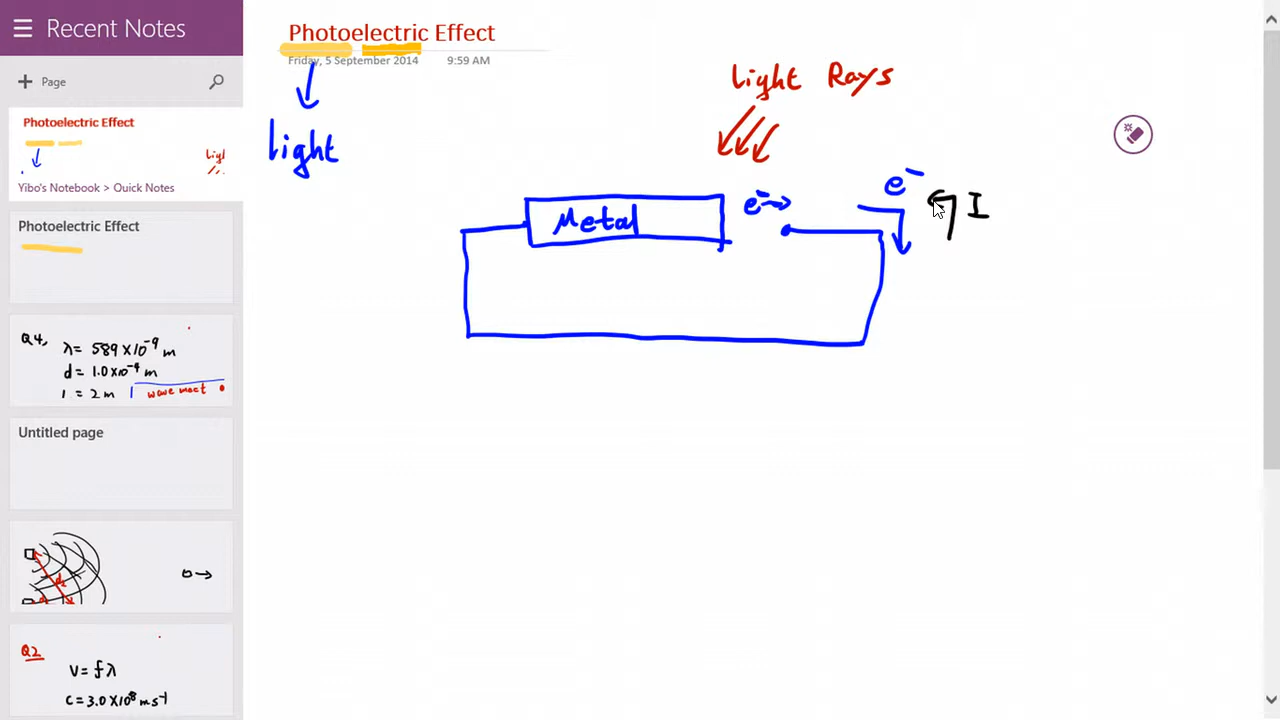 Recent Notes
Page
Photoelectric Effect
Yibo's Notebook > Quick Notes
Photoelectric Effect
Q4,
λ = 589 × 10⁻⁹ m
d = 1.0 × 10⁻⁴ m
l = 2 m
Untitled page
d₂
Q2
V = fλ
C = 3.0 × 10⁸ ms⁻¹
Photoelectric Effect
Friday, 5 September 2014 9:59 AM
light
Light Rays
Metal
e⁻
e⁻
I